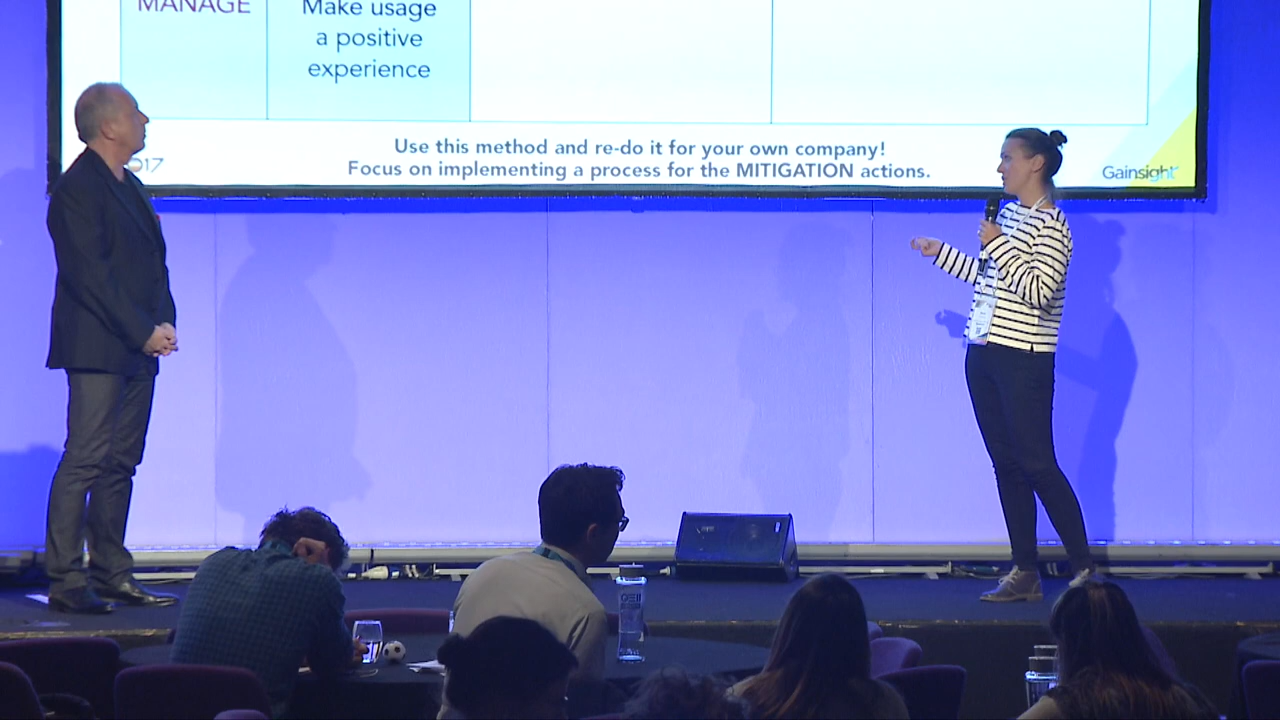 MANAGE
Make usage
a positive
experience
Use this method and re-do it for your own company!
Focus on implementing a process for the MITIGATION actions.
017
Gainsight